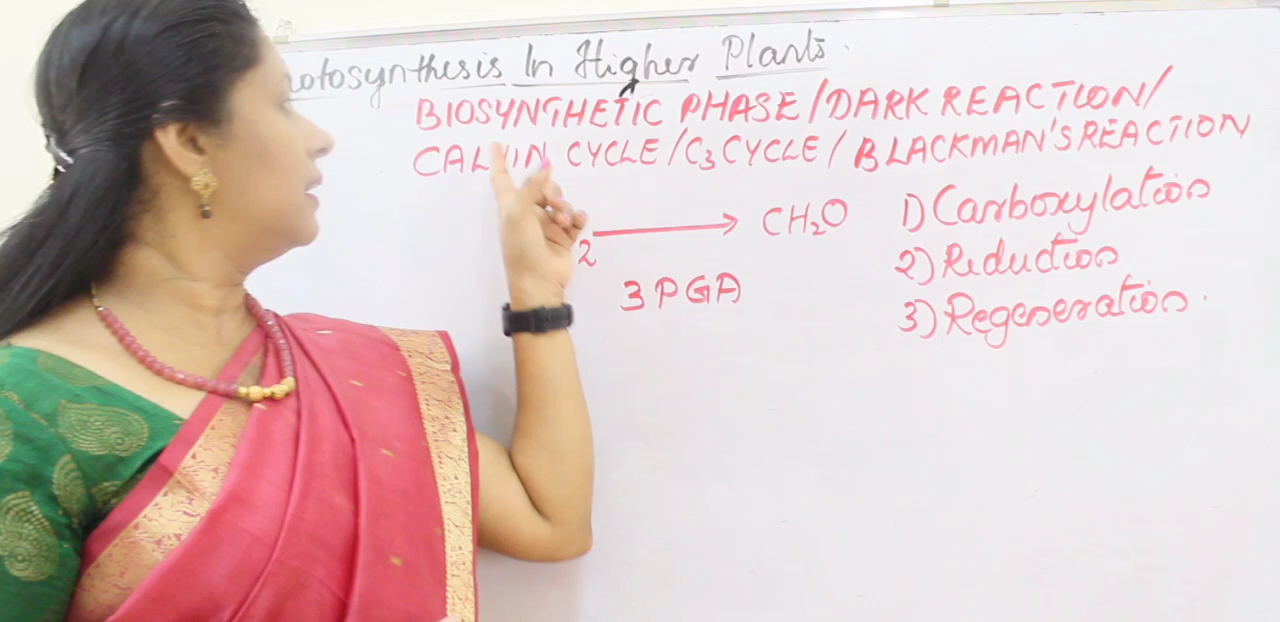 otosynthesis In Higher Plants.
BIOSYNTHETIC PHASE/DARK REACTION/
CALVIN CYCLE/C3 CYCLE/BLACKMAN'S REACTION
2 → CH2O
3 PGA
1) Carboxylation
2) Reduction
3) Regeneration.